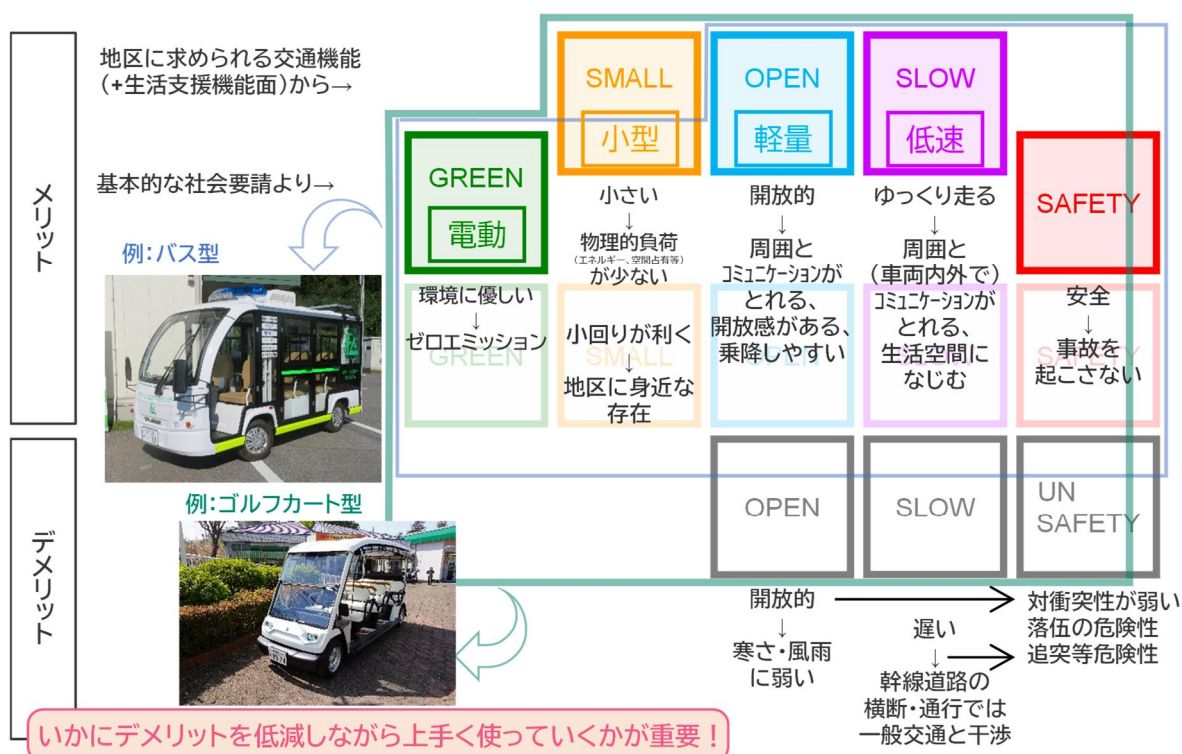 メリット
地区に求められる交通機能
(+生活支援機能面)から→
基本的な社会要請より→
例:バス型
GREEN
電動
環境に優しい
↓
ゼロエミッション
GREEN
SMALL
小型
小さい
↓
物理的負荷
(エネルギー、空間占有等)
が少ない
小回りが利く
SMALL
↓
地区に身近な
存在
OPEN
軽量
開放的
↓
周囲と
コミュニケーションが
とれる、
開放感がある、
OPEN
乗降しやすい
SLOW
低速
ゆっくり走る
↓
周囲と
(車両内外で)
コミュニケーションが
とれる、
生活空間に
なじむ
SAFETY
安全
↓
事故を
SAFETY
起こさない
デメリット
例:ゴルフカート型
OPEN
開放的
↓
寒さ・風雨
に弱い
SLOW
遅い
↓
幹線道路の
横断・通行では
一般交通と干渉
UN
SAFETY
対衝突性が弱い
落伍の危険性
追突等危険性
いかにデメリットを低減しながら上手く使っていくかが重要!